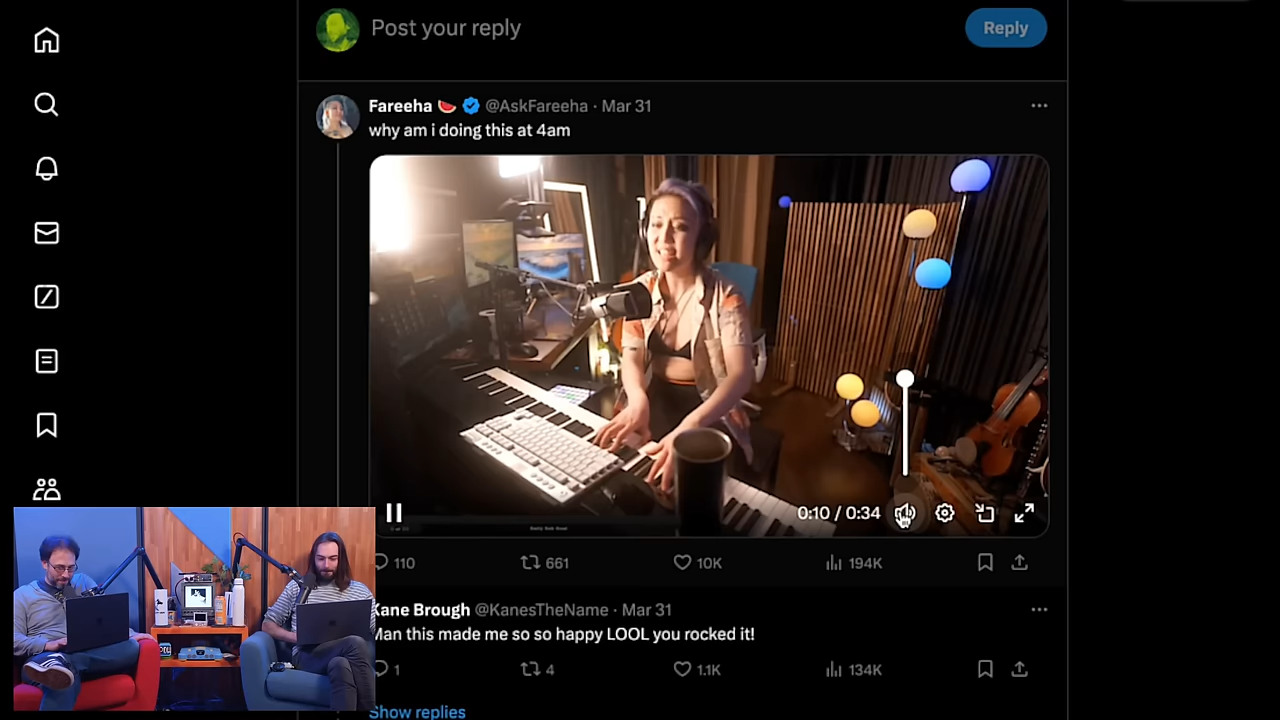 Post your reply
Reply
Fareeha 🍉 @AskFareeha · Mar 31
why am i doing this at 4am
0:10 / 0:34
110
661
10K
194K
Kane Brough @KanesTheName · Mar 31
Man this made me so so happy LOOL you rocked it!
1
4
1.1K
134K
Show replies